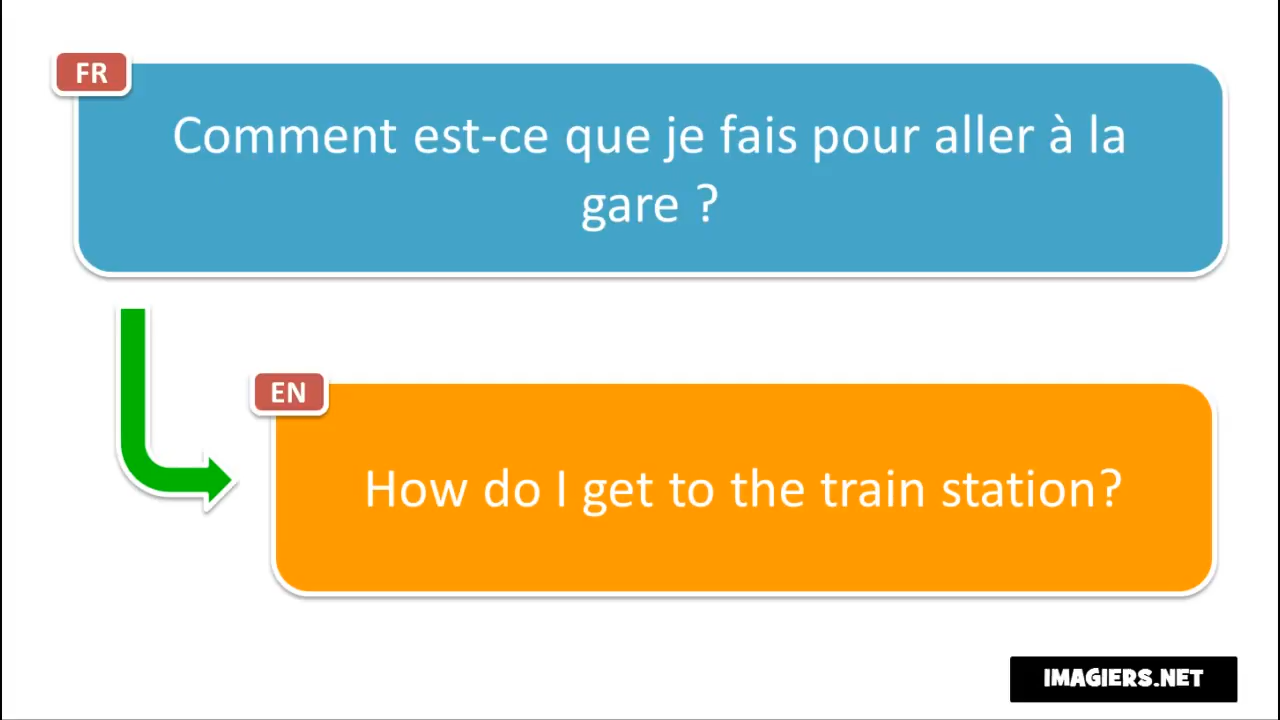 FR
Comment est-ce que je fais pour aller à la
gare ?
EN
How do I get to the train station?
IMAGIERS.NET